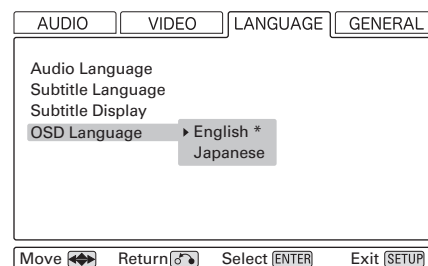 AUDIO VIDEO LANGUAGE GENERAL
Audio Language
Subtitle Language
Subtitle Display
OSD Language English *
Japanese
Move Return Select ENTER Exit SETUP